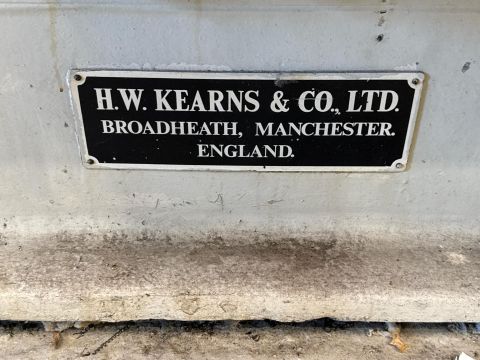 H.W. KEARNS & CO., LTD.
BROADHEATH, MANCHESTER.
ENGLAND.